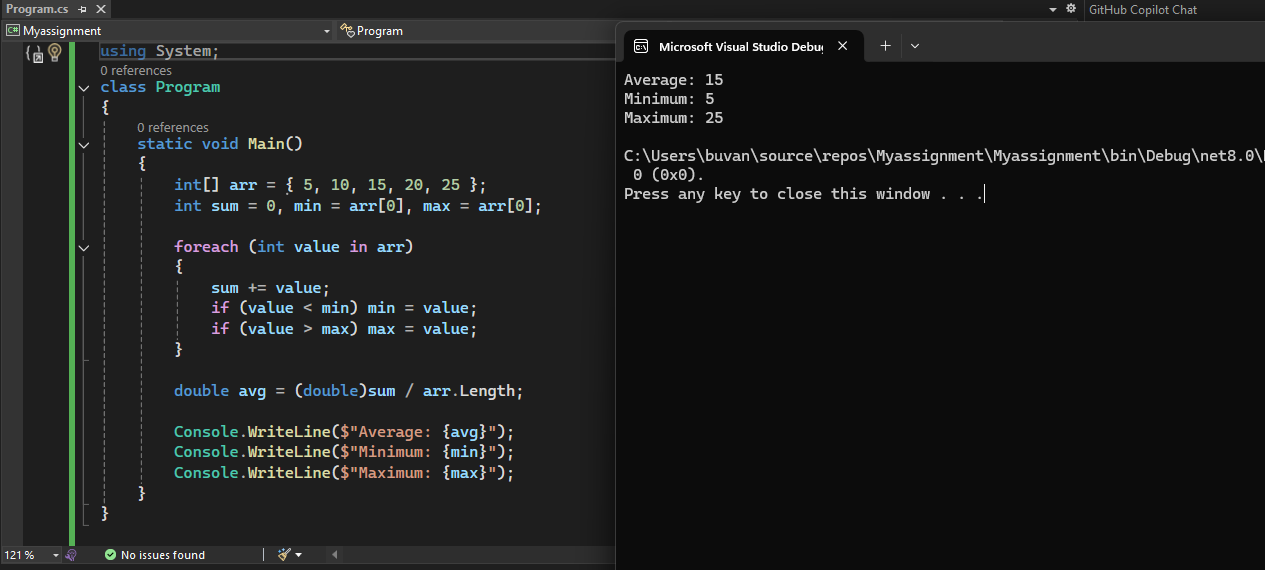 Program.cs
GitHub Copilot Chat
Myassignment
Program
using System;
0 references
class Program
{
0 references
static void Main()
{
int[] arr = { 5, 10, 15, 20, 25 };
int sum = 0, min = arr[0], max = arr[0];
foreach (int value in arr)
{
sum += value;
if (value < min) min = value;
if (value > max) max = value;
}
double avg = (double)sum / arr.Length;
Console.WriteLine($"Average: {avg}");
Console.WriteLine($"Minimum: {min}");
Console.WriteLine($"Maximum: {max}");
}
}
121 %
No issues found
Microsoft Visual Studio Debu
Average: 15
Minimum: 5
Maximum: 25
C:\Users\buvan\source\repos\Myassignment\Myassignment\bin\Debug\net8.0\
0 (0x0).
Press any key to close this window . . .